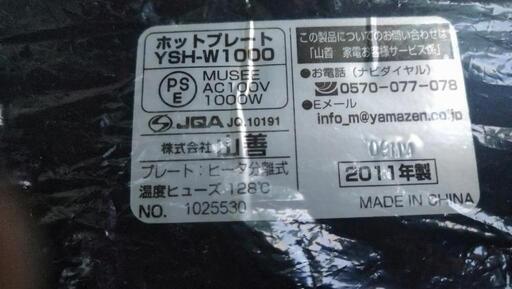 ホットプレート
YSH-W1000
PS
E
MUSEE
AC100V
1000W
JQA JQ.10191
株式会社 山善
プレート:ヒータ分離式
温度ヒューズ:128℃
NO. 1025530
この製品についてのお問い合わせは
「山善 家電お客様サービス係」
●お電話(ナビダイヤル)
0570-077-078
●Eメール
info_m@yamazen.co.jp
2011年製
MADE IN CHINA